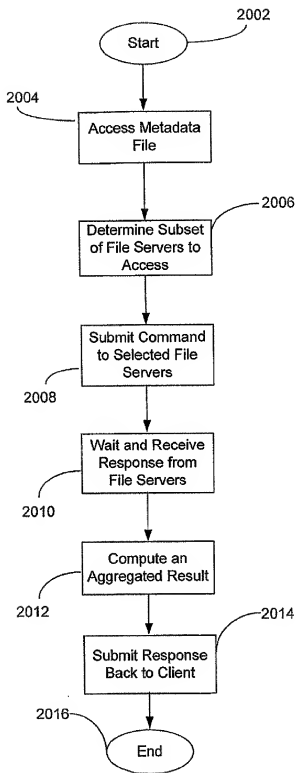 2002
Start
2004
Access Metadata
File
2006
Determine Subset
of File Servers to
Access
Submit Command
to Selected File
Servers
2008
Wait and Receive
Response from
File Servers
2010
Compute an
Aggregated Result
2012
2014
Submit Response
Back to Client
2016
End